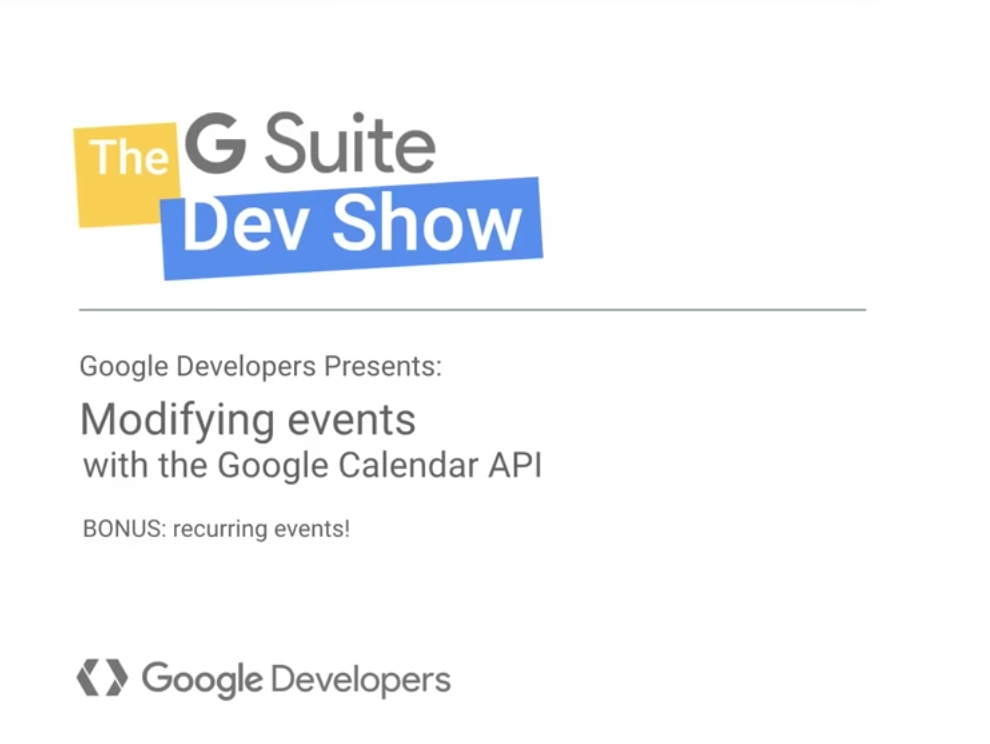 The G Suite
Dev Show
Google Developers Presents:
Modifying events
with the Google Calendar API
BONUS: recurring events!
Google Developers